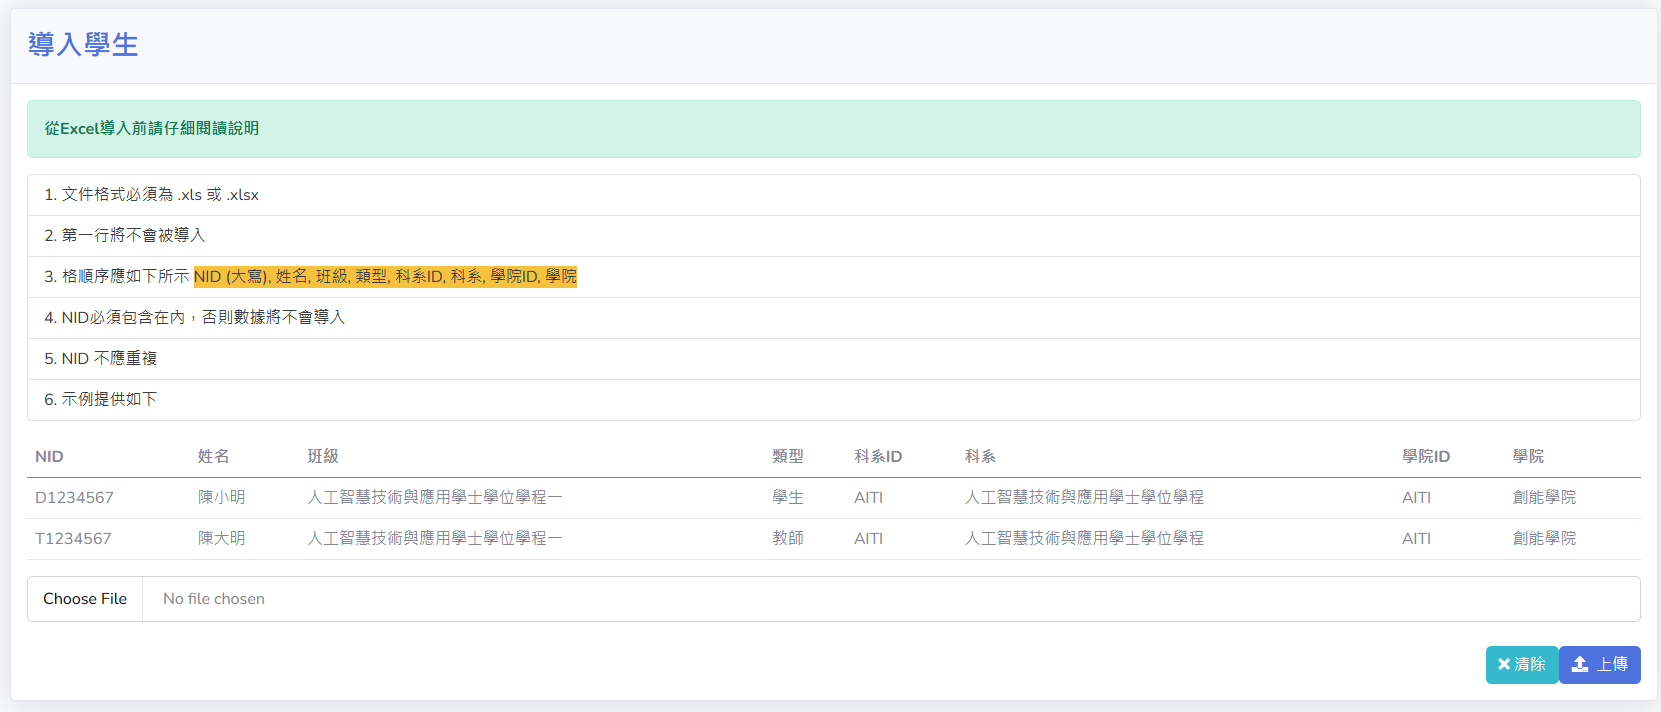 導入學生
從Excel導入前請仔細閱讀說明
1. 文件格式必須為 .xls 或 .xlsx
2. 第一行將不會被導入
3. 格順序應如下所示 NID (大寫), 姓名, 班級, 類型, 科系ID, 科系, 學院ID, 學院
4. NID必須包含在內，否則數據將不會導入
5. NID 不應重複
6. 示例提供如下
NID 姓名 班級 類型 科系ID 科系 學院ID 學院
D1234567 陳小明 人工智慧技術與應用學士學位學程一 學生 AITI 人工智慧技術與應用學士學位學程 AITI 創能學院
T1234567 陳大明 人工智慧技術與應用學士學位學程一 教師 AITI 人工智慧技術與應用學士學位學程 AITI 創能學院
Choose File No file chosen
清除 上傳